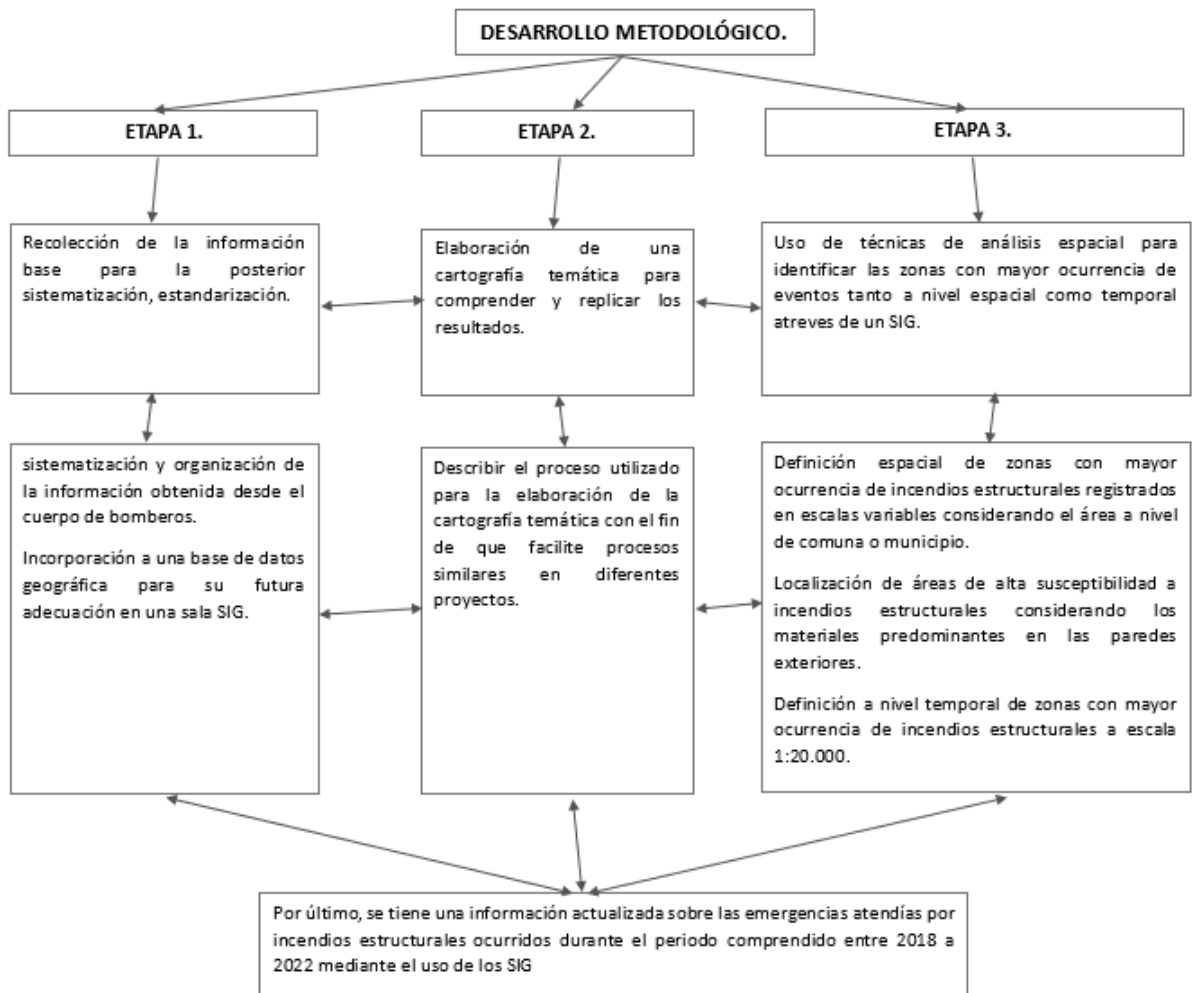 DESARROLLO METODOLÓGICO.
ETAPA 1.
ETAPA 2.
ETAPA 3.
Recolección de la información
base para la posterior
sistematización, estandarización.
Elaboración de una
cartografía temática para
comprender y replicar los
resultados.
Uso de técnicas de análisis espacial para
identificar las zonas con mayor ocurrencia de
eventos tanto a nivel espacial como temporal
atreves de un SIG.
sistematización y organización de
la información obtenida desde el
cuerpo de bomberos.
Incorporación a una base de datos
geográfica para su futura
adecuación en una sala SIG.
Describir el proceso utilizado
para la elaboración de la
cartografía temática con el fin
de que facilite procesos
similares en diferentes
proyectos.
Definición espacial de zonas con mayor
ocurrencia de incendios estructurales registrados
en escalas variables considerando el área a nivel
de comuna o municipio.
Localización de áreas de alta susceptibilidad a
incendios estructurales considerando los
materiales predominantes en las paredes
exteriores.
Definición a nivel temporal de zonas con mayor
ocurrencia de incendios estructurales a escala
1:20.000.
Por último, se tiene una información actualizada sobre las emergencias atendías por
incendios estructurales ocurridos durante el periodo comprendido entre 2018 a
2022 mediante el uso de los SIG